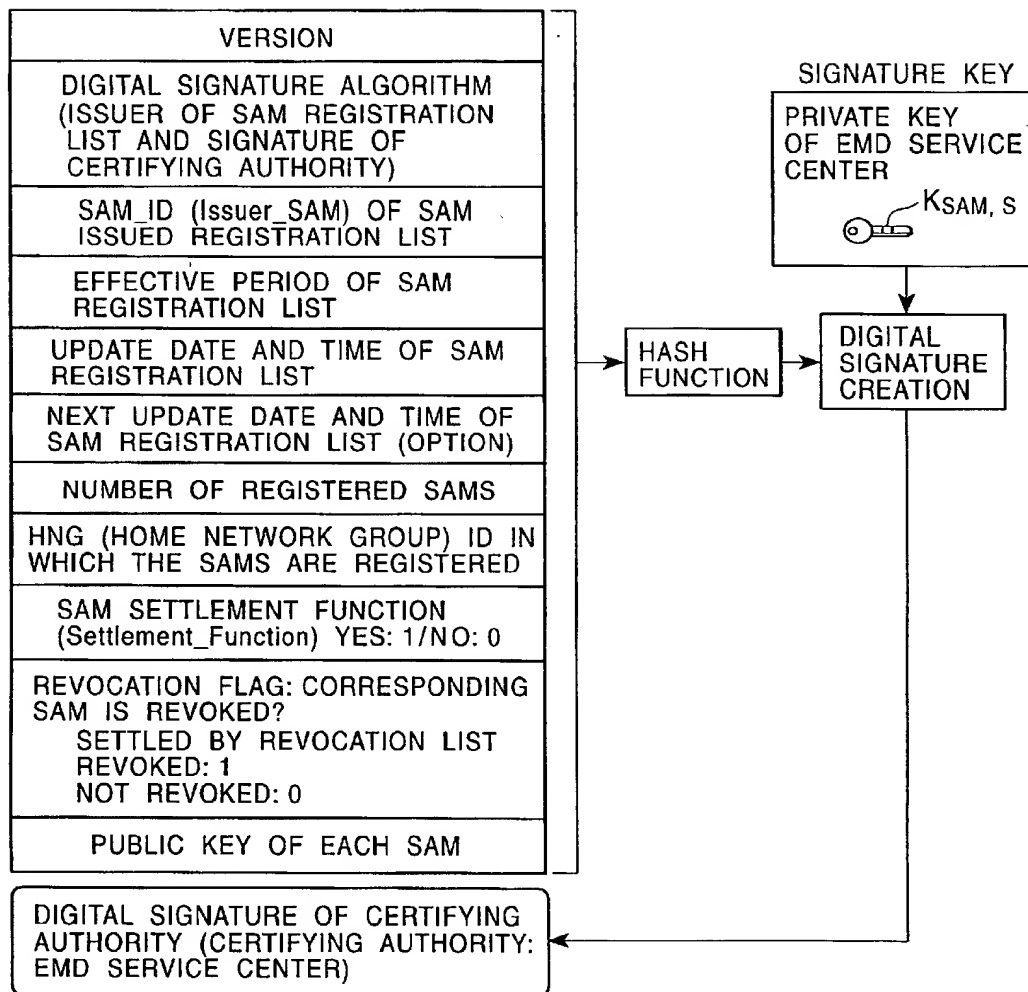 VERSION
DIGITAL SIGNATURE ALGORITHM
(ISSUER OF SAM REGISTRATION
LIST AND SIGNATURE OF
CERTIFYING AUTHORITY)
SAM_ID (Issuer_SAM) OF SAM
ISSUED REGISTRATION LIST
EFFECTIVE PERIOD OF SAM
REGISTRATION LIST
UPDATE DATE AND TIME OF SAM
REGISTRATION LIST
NEXT UPDATE DATE AND TIME OF
SAM REGISTRATION LIST (OPTION)
NUMBER OF REGISTERED SAMS
HNG (HOME NETWORK GROUP) ID IN
WHICH THE SAMS ARE REGISTERED
SAM SETTLEMENT FUNCTION
(Settlement_Function) YES: 1/NO: 0
REVOCATION FLAG: CORRESPONDING
SAM IS REVOKED?
SETTLED BY REVOCATION LIST
REVOKED: 1
NOT REVOKED: 0
PUBLIC KEY OF EACH SAM
HASH
FUNCTION
SIGNATURE KEY
PRIVATE KEY
OF EMD SERVICE
CENTER
KSAM, S
DIGITAL
SIGNATURE
CREATION
DIGITAL SIGNATURE OF CERTIFYING
AUTHORITY (CERTIFYING AUTHORITY:
EMD SERVICE CENTER)